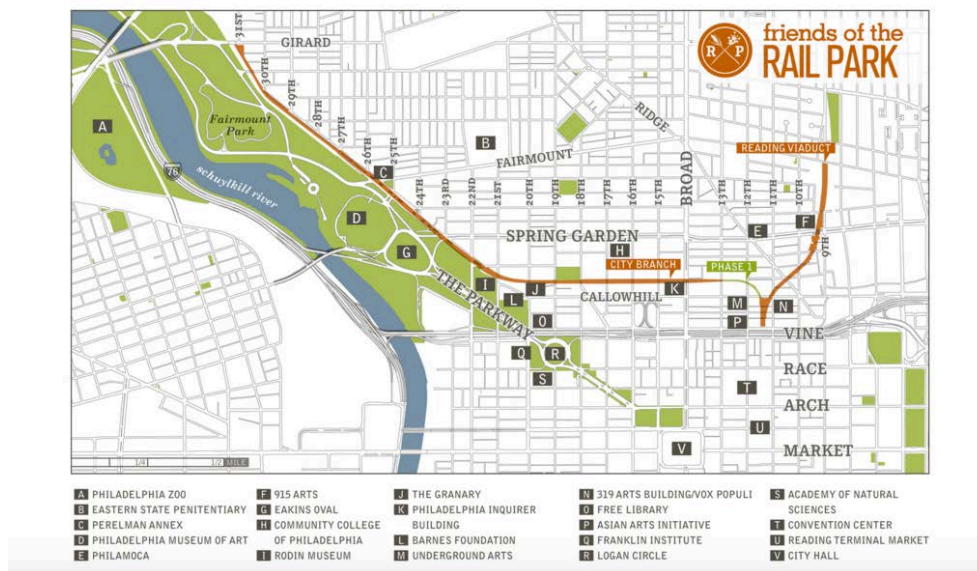 friends of the
RAIL PARK
R P
31ST
GIRARD
30TH
29TH
28TH
27TH
26TH
25TH
Fairmount
Park
RIDGE
A
B
FAIRMOUNT
READING VIADUCT
76
schuylkill river
C
24TH
23RD
22ND
21ST
20TH
19TH
18TH
17TH
16TH
15TH
BROAD
13TH
12TH
11TH
10TH
D
F
E
SPRING GARDEN
9TH
G
H
CITY BRANCH
PHASE 1
THE PARKWAY
I
J
K
CALLOWHILL
L
M
N
O
P
VINE
Q
R
S
RACE
T
ARCH
U
V
MARKET
1/4
1/2 MILE
A PHILADELPHIA ZOO
B EASTERN STATE PENITENTIARY
C PERELMAN ANNEX
D PHILADELPHIA MUSEUM OF ART
E PHILAMOCA
F 915 ARTS
G EAKINS OVAL
H COMMUNITY COLLEGE
OF PHILADELPHIA
I RODIN MUSEUM
J THE GRANARY
K PHILADELPHIA INQUIRER
BUILDING
L BARNES FOUNDATION
M UNDERGROUND ARTS
N 319 ARTS BUILDING/VOX POPULI
O FREE LIBRARY
P ASIAN ARTS INITIATIVE
Q FRANKLIN INSTITUTE
R LOGAN CIRCLE
S ACADEMY OF NATURAL
SCIENCES
T CONVENTION CENTER
U READING TERMINAL MARKET
V CITY HALL